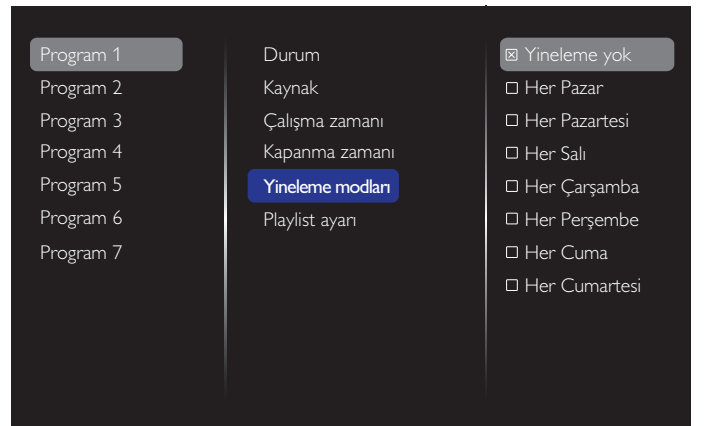 Program 1
Program 2
Program 3
Program 4
Program 5
Program 6
Program 7
Durum
Kaynak
Çalışma zamanı
Kapanma zamanı
Yineleme modları
Playlist ayarı
Yineleme yok
Her Pazar
Her Pazartesi
Her Salı
Her Çarşamba
Her Perşembe
Her Cuma
Her Cumartesi